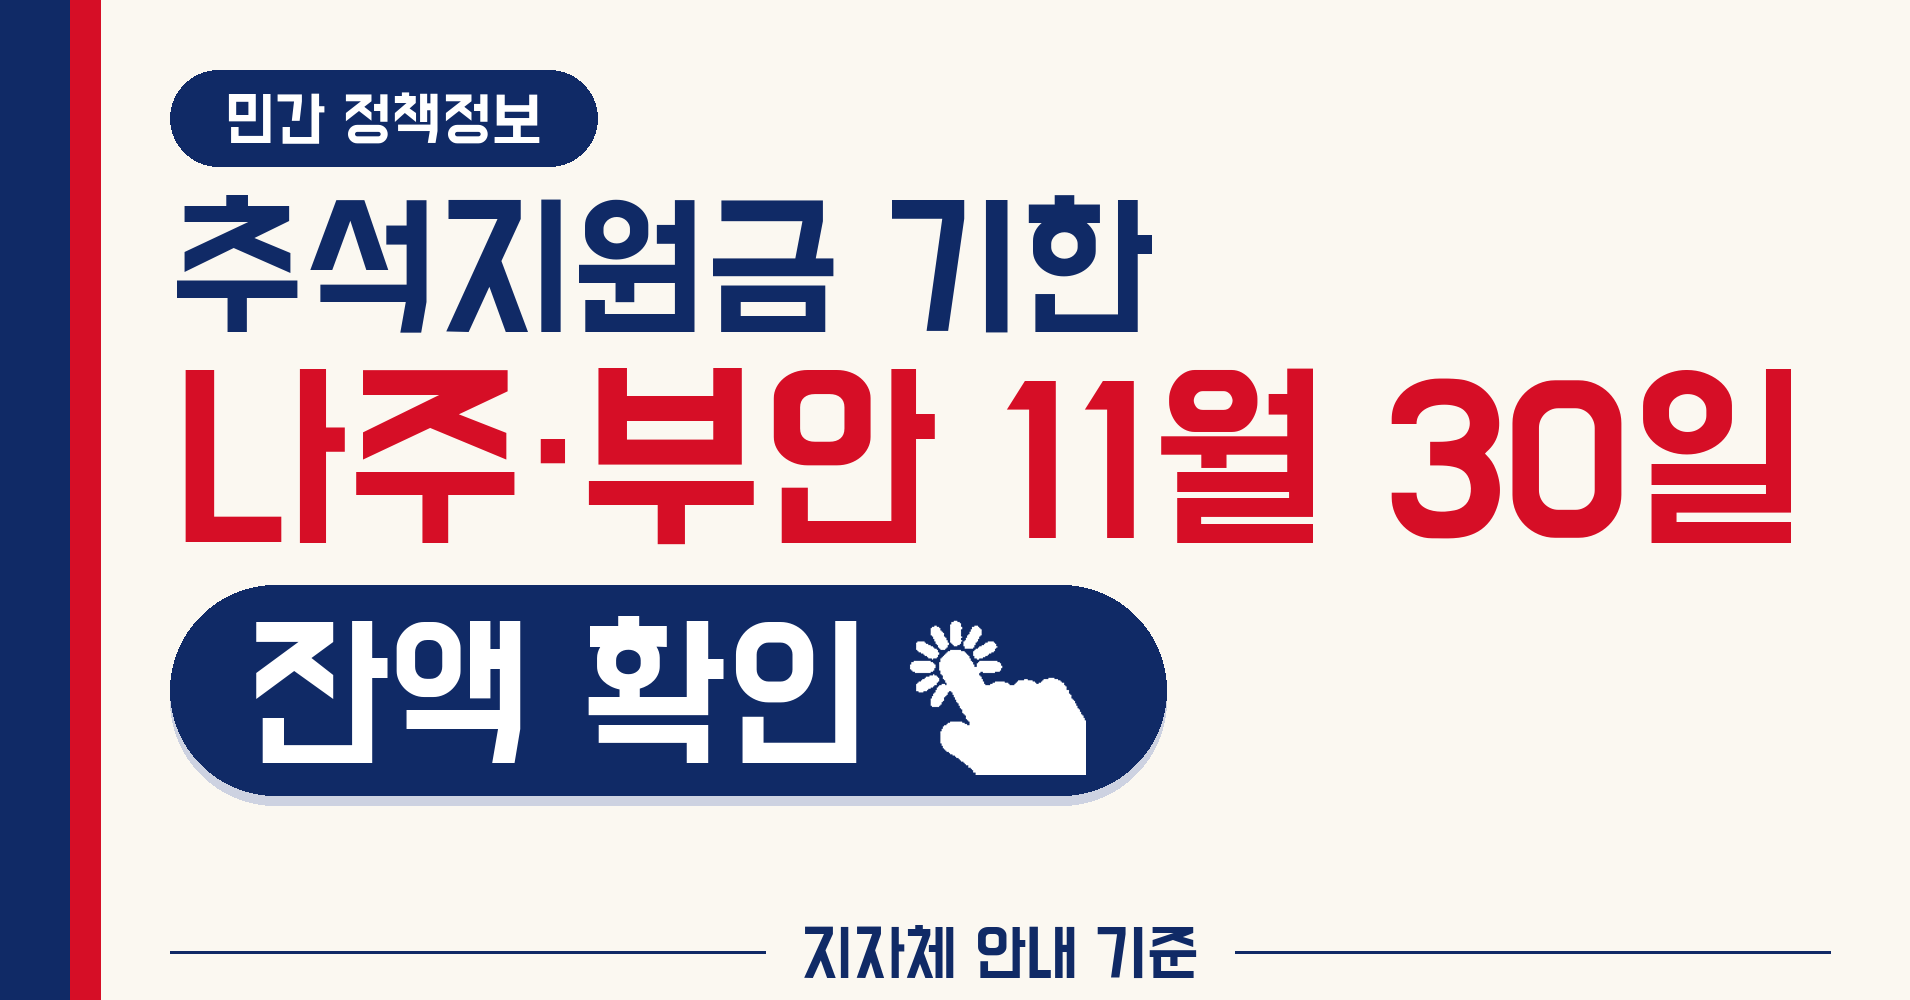 민간 정책정보
추석지원금 기한
나주·부안 11월 30일
잔액 확인
지자체 안내 기준